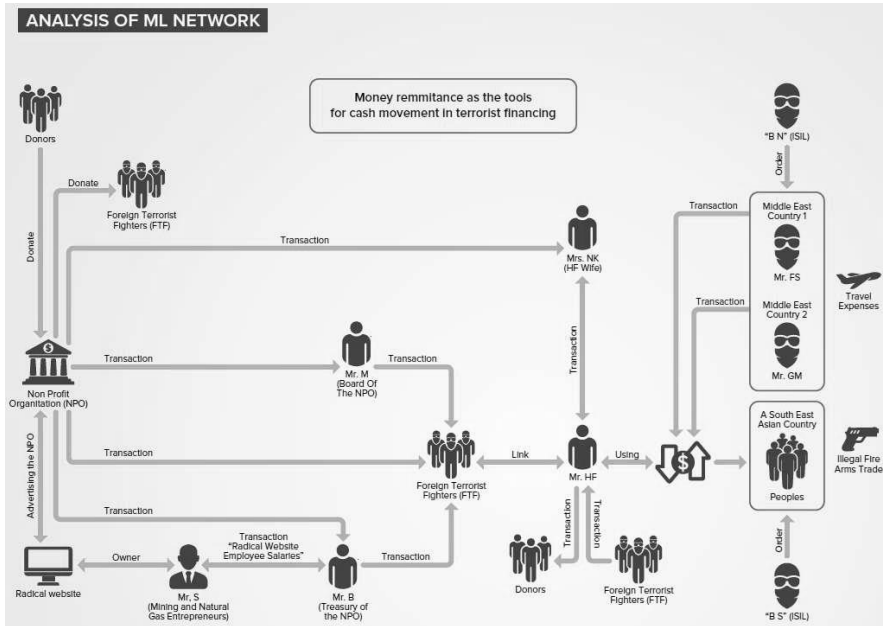 ANALYSIS OF ML NETWORK
Money remmitance as the tools
for cash movement in terrorist financing
Donors
"B N" (ISIL)
Order
Donate
Foreign Terrorist
Fighters (FTF)
Donate
Transaction
Mrs. NK
(HF Wife)
Transaction
Middle East
Country 1
Mr. FS
Transaction
Middle East
Country 2
Mr. GM
Travel
Expenses
Non Profit
Organitation (NPO)
Transaction
Mr. M
(Board Of
The NPO)
Transaction
Transaction
Transaction
Foreign Terrorist
Fighters (FTF)
Link
Mr. HF
Using
A South East
Asian Country
Peoples
Illegal Fire
Arms Trade
Advertising the NPO
Transaction
Radical website
Owner
Mr, S
(Mining and Natural
Gas Entrepreneurs)
Transaction
"Radical Website
Employee Salaries"
Mr. B
(Treasury of
the NPO)
Transaction
Transaction
Transaction
Donors
Foreign Terrorist
Fighters (FTF)
Order
"B S" (ISIL)